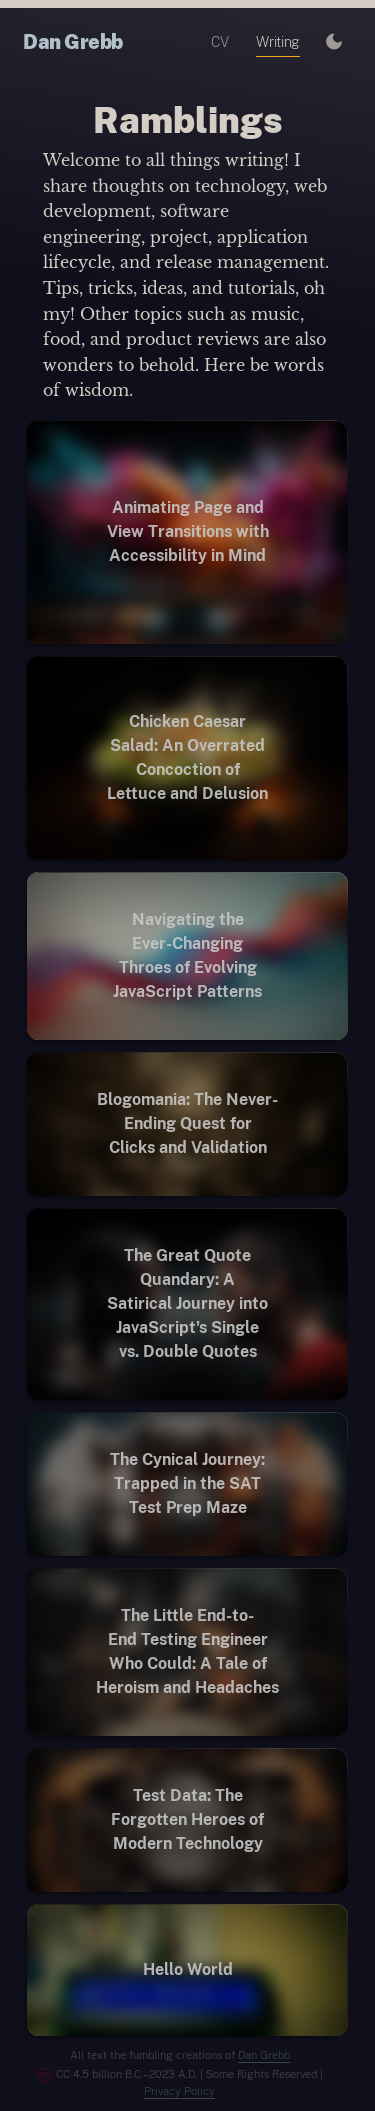 Dan Grebb
CV
Writing
Ramblings
Welcome to all things writing! I
share thoughts on technology, web
development, software
engineering, project, application
lifecycle, and release management.
Tips, tricks, ideas, and tutorials, oh
my! Other topics such as music,
food, and product reviews are also
wonders to behold. Here be words
of wisdom.
Animating Page and
View Transitions with
Accessibility in Mind
Chicken Caesar
Salad: An Overrated
Concoction of
Lettuce and Delusion
Navigating the
Ever-Changing
Throes of Evolving
JavaScript Patterns
Blogomania: The Never-
Ending Quest for
Clicks and Validation
The Great Quote
Quandary: A
Satirical Journey into
JavaScript's Single
vs. Double Quotes
The Cynical Journey:
Trapped in the SAT
Test Prep Maze
The Little End-to-
End Testing Engineer
Who Could: A Tale of
Heroism and Headaches
Test Data: The
Forgotten Heroes of
Modern Technology
Hello World
All text the fumbling creations of Dan Grebb
CC 4.5 billion B.C.–2023 A.D. | Some Rights Reserved |
Privacy Policy